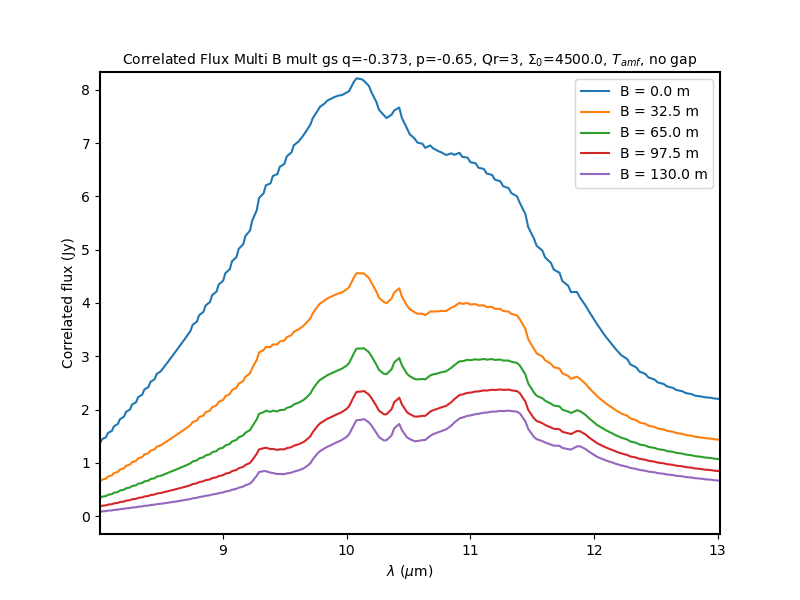 Correlated Flux Multi B mult gs q=-0.373, p=-0.65, Qr=3, Σ₀=4500.0, T_amf, no gap
8
7
6
5
4
3
2
1
0
Correlated flux (Jy)
B = 0.0 m
B = 32.5 m
B = 65.0 m
B = 97.5 m
B = 130.0 m
9 10 11 12 13
λ (μm)